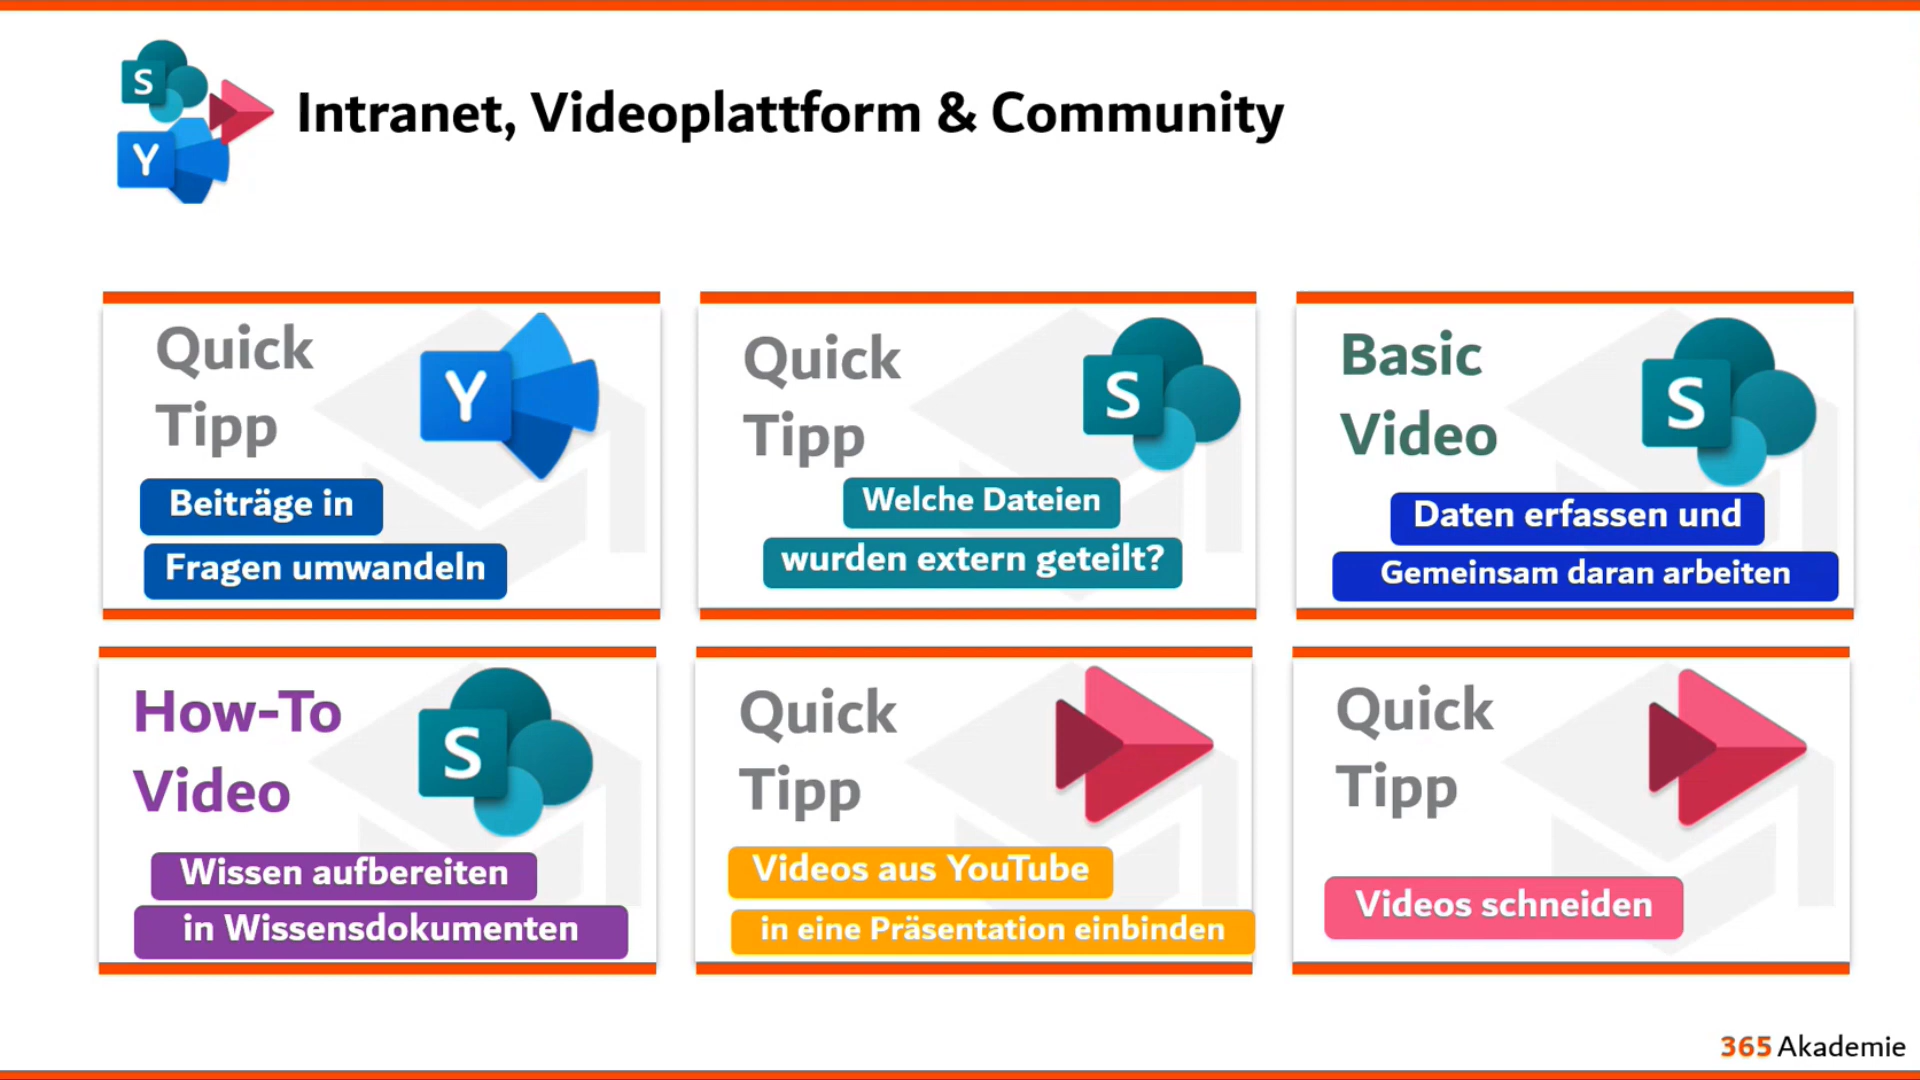 S
Y
Intranet, Videoplattform & Community
Quick
Tipp
Y
Beiträge in
Fragen umwandeln
Quick
Tipp
S
Welche Dateien
wurden extern geteilt?
Basic
Video
S
Daten erfassen und
Gemeinsam daran arbeiten
How-To
Video
S
Wissen aufbereiten
in Wissensdokumenten
Quick
Tipp
Videos aus YouTube
in eine Präsentation einbinden
Quick
Tipp
Videos schneiden
365 Akademie